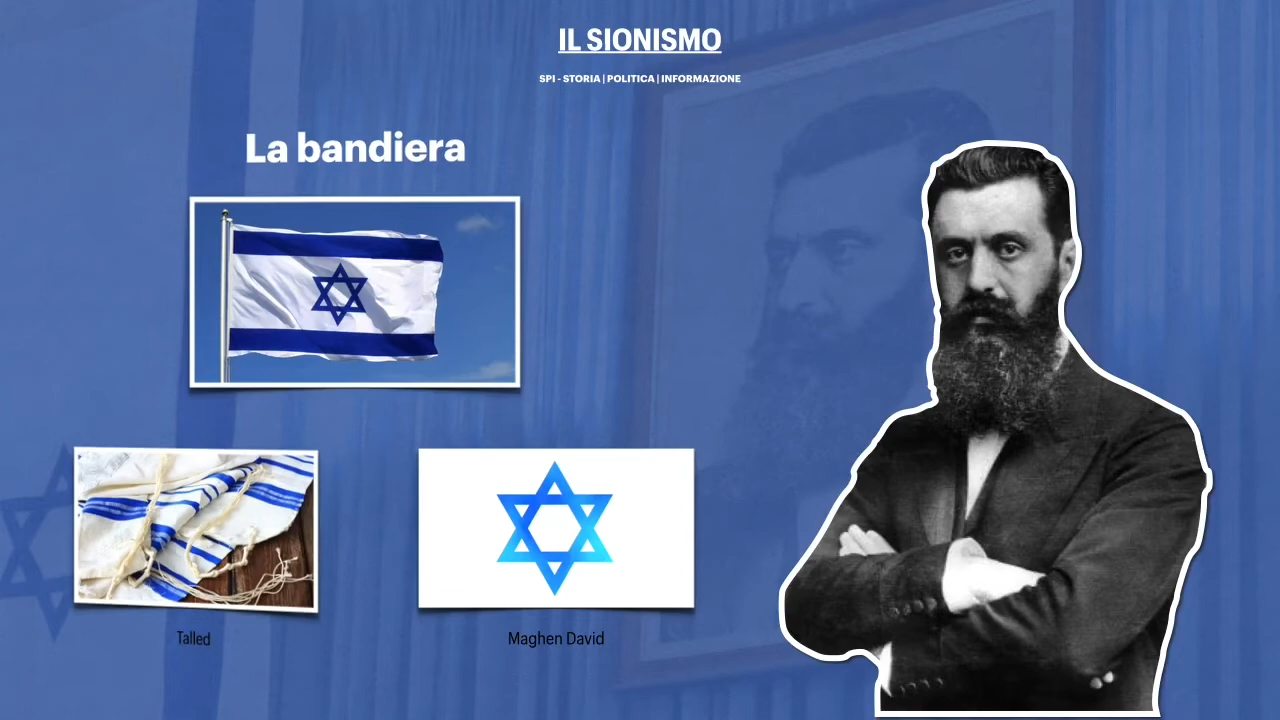 IL SIONISMO
SPI - STORIA | POLITICA | INFORMAZIONE
La bandiera
Talled
Maghen David